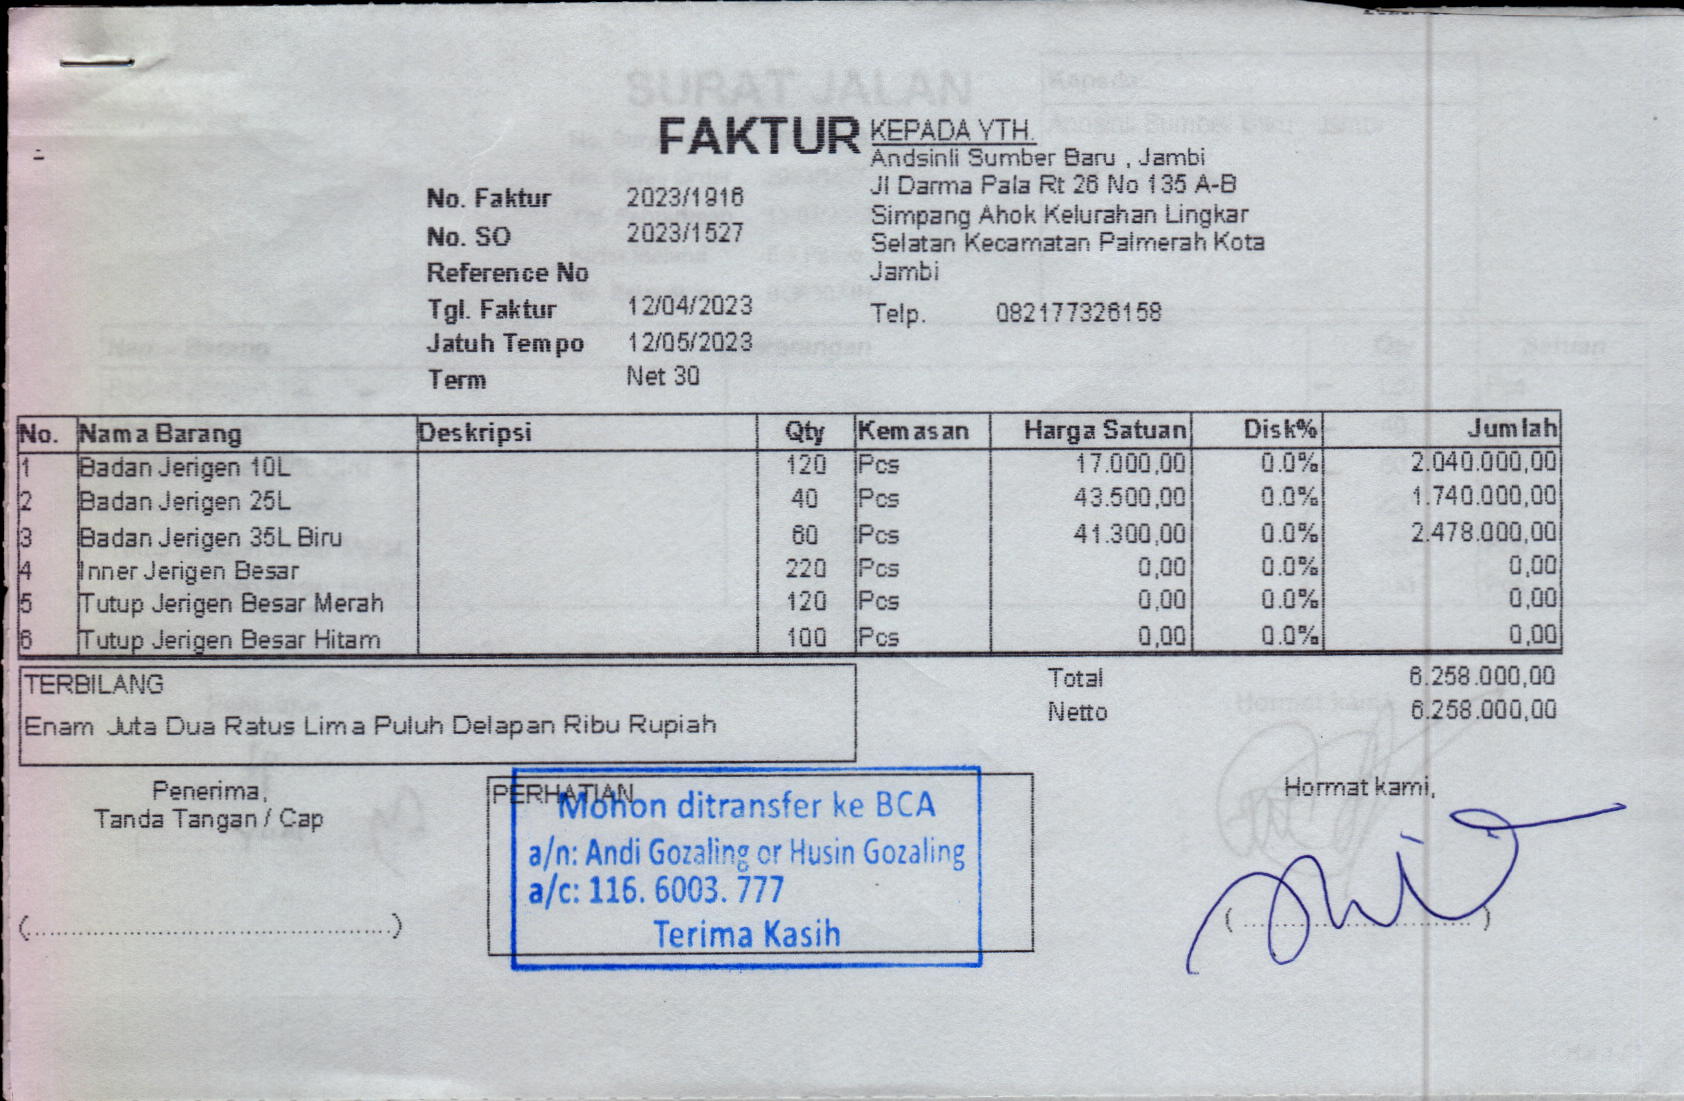 FAKTUR
KEPADA YTH.
Andsinli Sumber Baru , Jambi
Jl Darma Pala Rt 26 No 135 A-B
Simpang Ahok Kelurahan Lingkar
Selatan Kecamatan Palmerah Kota
Jambi
Telp. 082177326158
No. Faktur 2023/1916
No. SO 2023/1527
Reference No
Tgl. Faktur 12/04/2023
Jatuh Tempo 12/05/2023
Term Net 30
No. Nama Barang Deskripsi Qty Kemasan Harga Satuan Disk% Jumlah
1 Badan Jerigen 10L 120 Pcs 17.000,00 0.0% 2.040.000,00
2 Badan Jerigen 25L 40 Pcs 43.500,00 0.0% 1.740.000,00
3 Badan Jerigen 35L Biru 60 Pcs 41.300,00 0.0% 2.478.000,00
4 Inner Jerigen Besar 220 Pcs 0,00 0.0% 0,00
5 Tutup Jerigen Besar Merah 120 Pcs 0,00 0.0% 0,00
6 Tutup Jerigen Besar Hitam 100 Pcs 0,00 0.0% 0,00
Total 6.258.000,00
Netto 6.258.000,00
TERBILANG
Enam Juta Dua Ratus Lima Puluh Delapan Ribu Rupiah
Penerima,
Tanda Tangan / Cap
(..............................................)
PERHATIAN
Mohon ditransfer ke BCA
a/n: Andi Gozaling or Husin Gozaling
a/c: 116. 6003. 777
Terima Kasih
Hormat kami,
(................................)